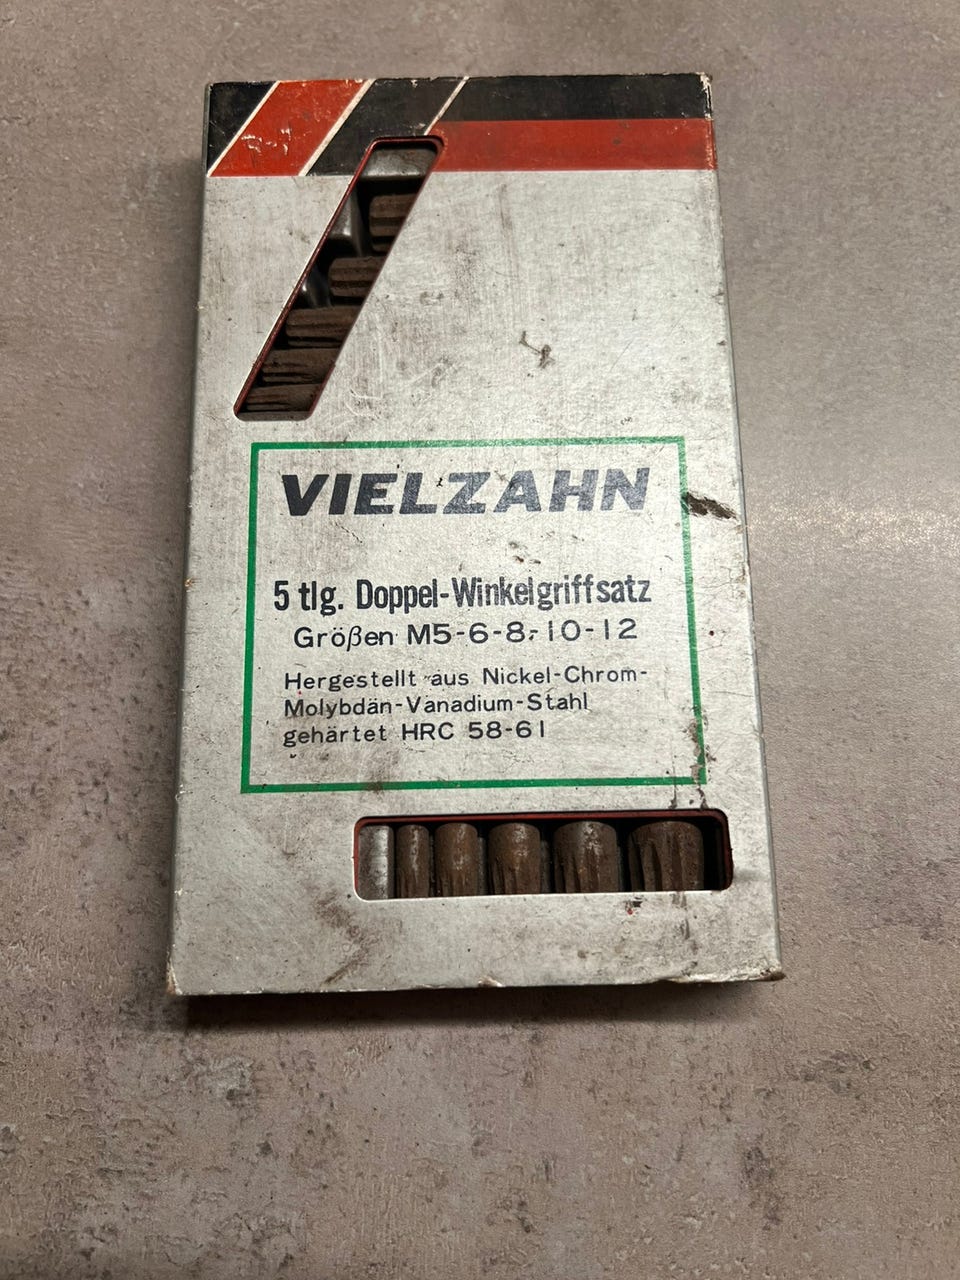 VIELZAHN
5 tlg. Doppel-Winkelgriffsatz
Größen M5-6-8-10-12
Hergestellt aus Nickel-Chrom-
Molybdän-Vanadium-Stahl
gehärtet HRC 58-61